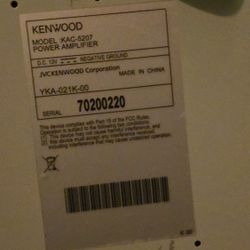 KENWOOD
MODEL :KAC-5207
POWER AMPLIFIER
D.C. 12V NEGATIVE GROUND
JVCKENWOOD Corporation
MADE IN CHINA
YKA-021K-00
SERIAL 70200220
This device complies with Part 15 of the FCC Rules.
Operation is subject to the following two conditions:
(1) This device may not cause harmful interference, and
(2) this device must accept any interference received,
including interference that may cause undesired operation.